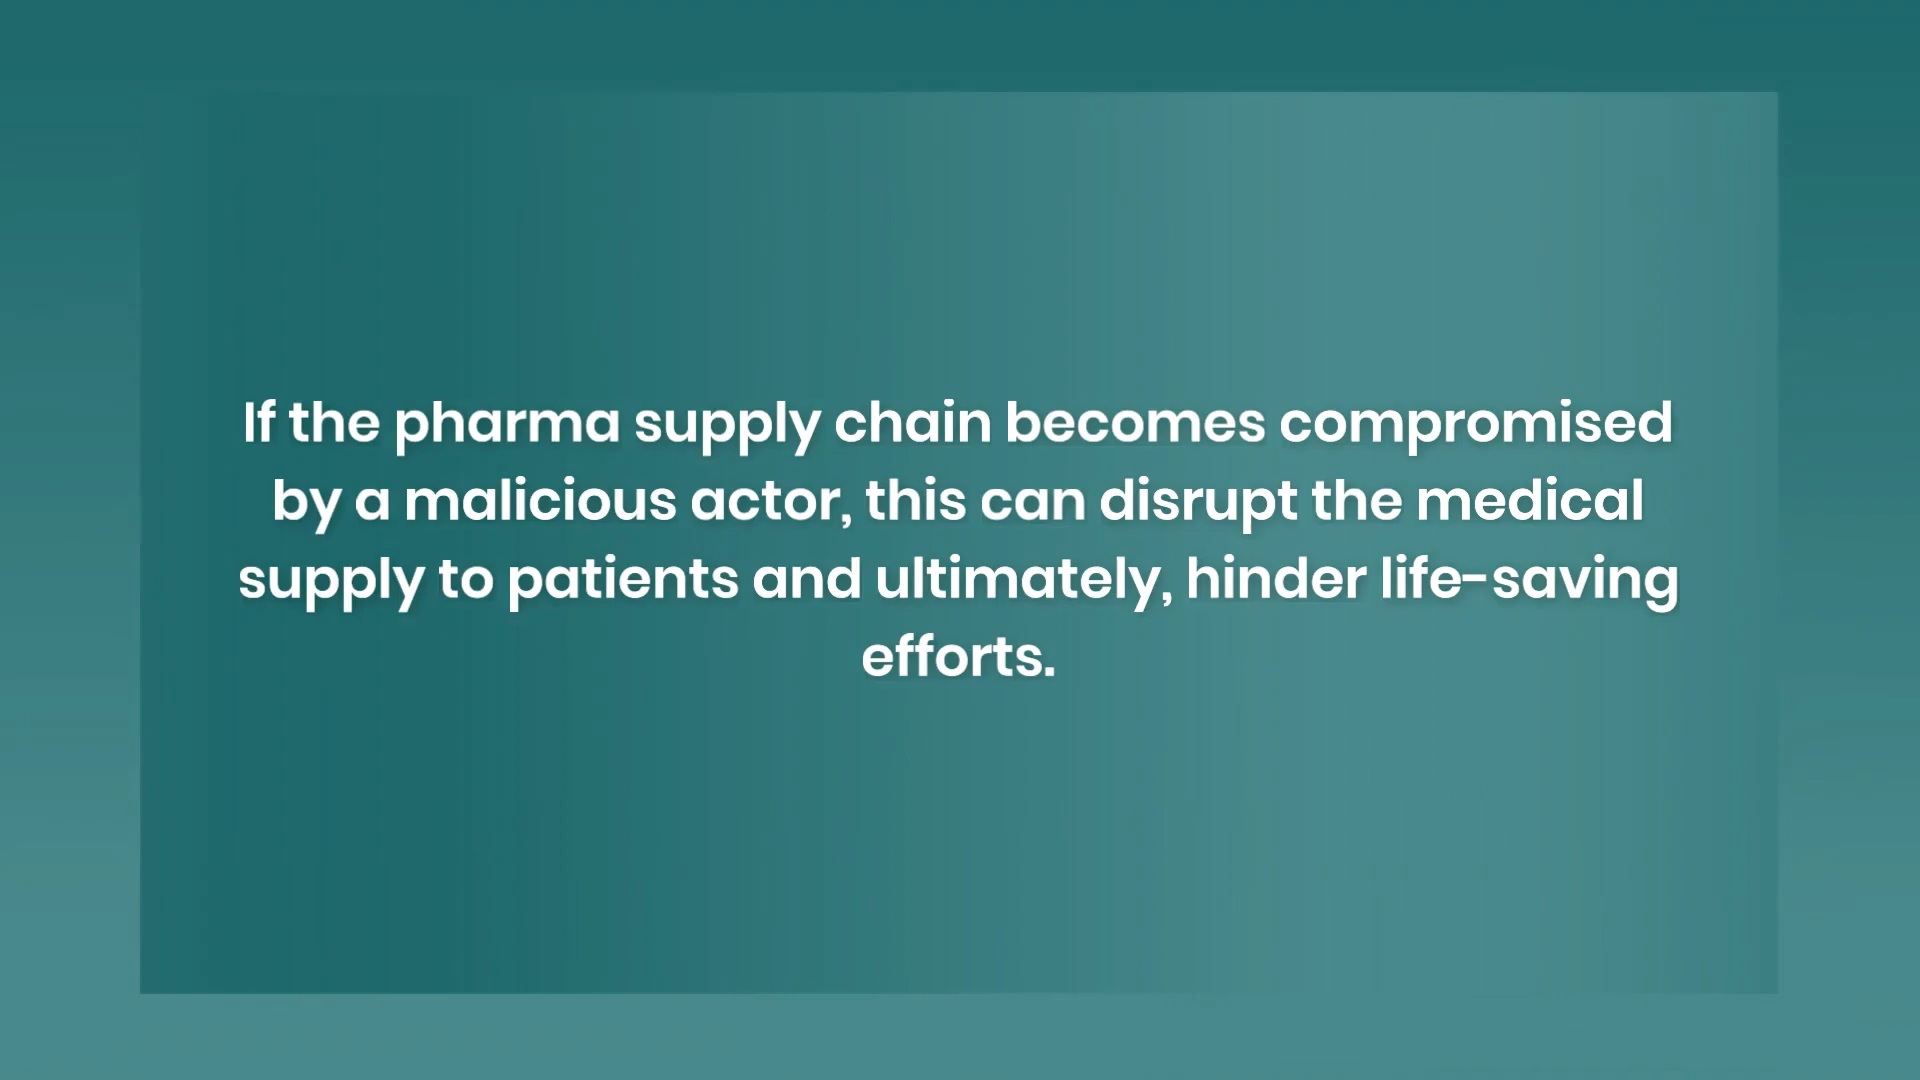 If the pharma supply chain becomes compromised
by a malicious actor, this can disrupt the medical
supply to patients and ultimately, hinder life-saving
efforts.